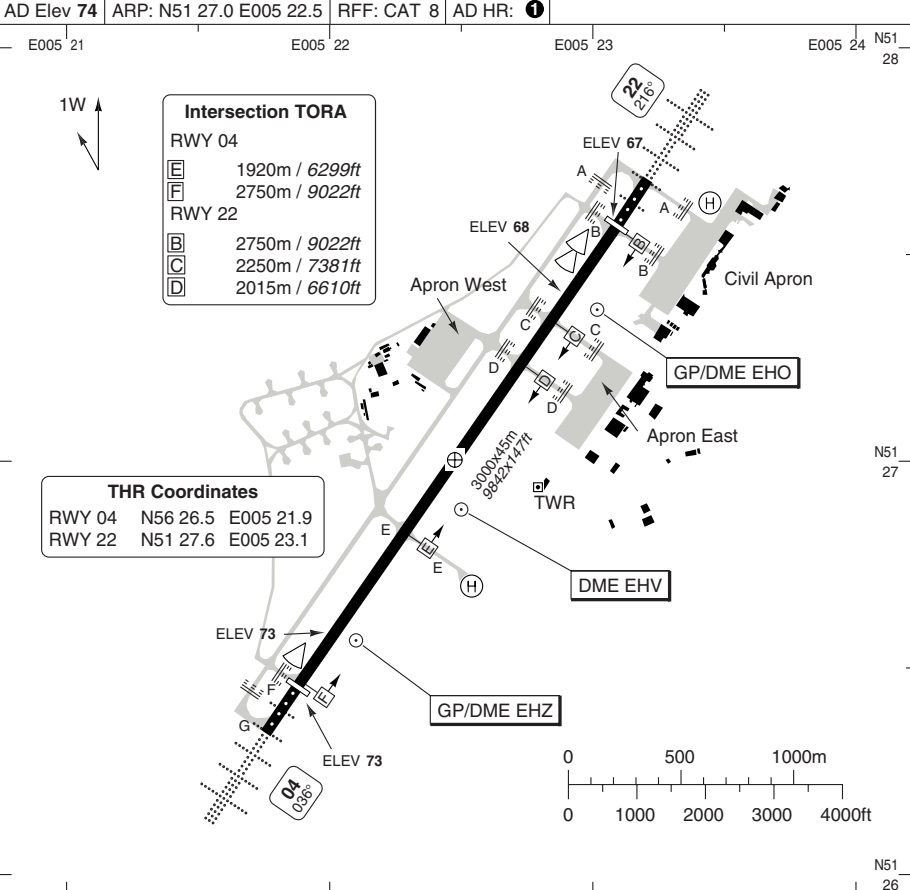 AD Elev 74 ARP: N51 27.0 E005 22.5 RFF: CAT 8 AD HR: 1
E005 21 E005 22 E005 23 E005 24 N51
28
1W
22
216°
Intersection TORA
RWY 04
E 1920m / 6299ft
F 2750m / 9022ft
RWY 22
B 2750m / 9022ft
C 2250m / 7381ft
D 2015m / 6610ft
ELEV 67
A
A H
ELEV 68
B
B
B
Apron West
Civil Apron
C
C
C
D
D
D
GP/DME EHO
Apron East
3000x45m
9842x147ft
N51
27
TWR
THR Coordinates
RWY 04 N56 26.5 E005 21.9
RWY 22 N51 27.6 E005 23.1
E
E
E
H
DME EHV
ELEV 73
F
F
G
GP/DME EHZ
ELEV 73
04
036°
0 500 1000m
0 1000 2000 3000 4000ft
N51
26